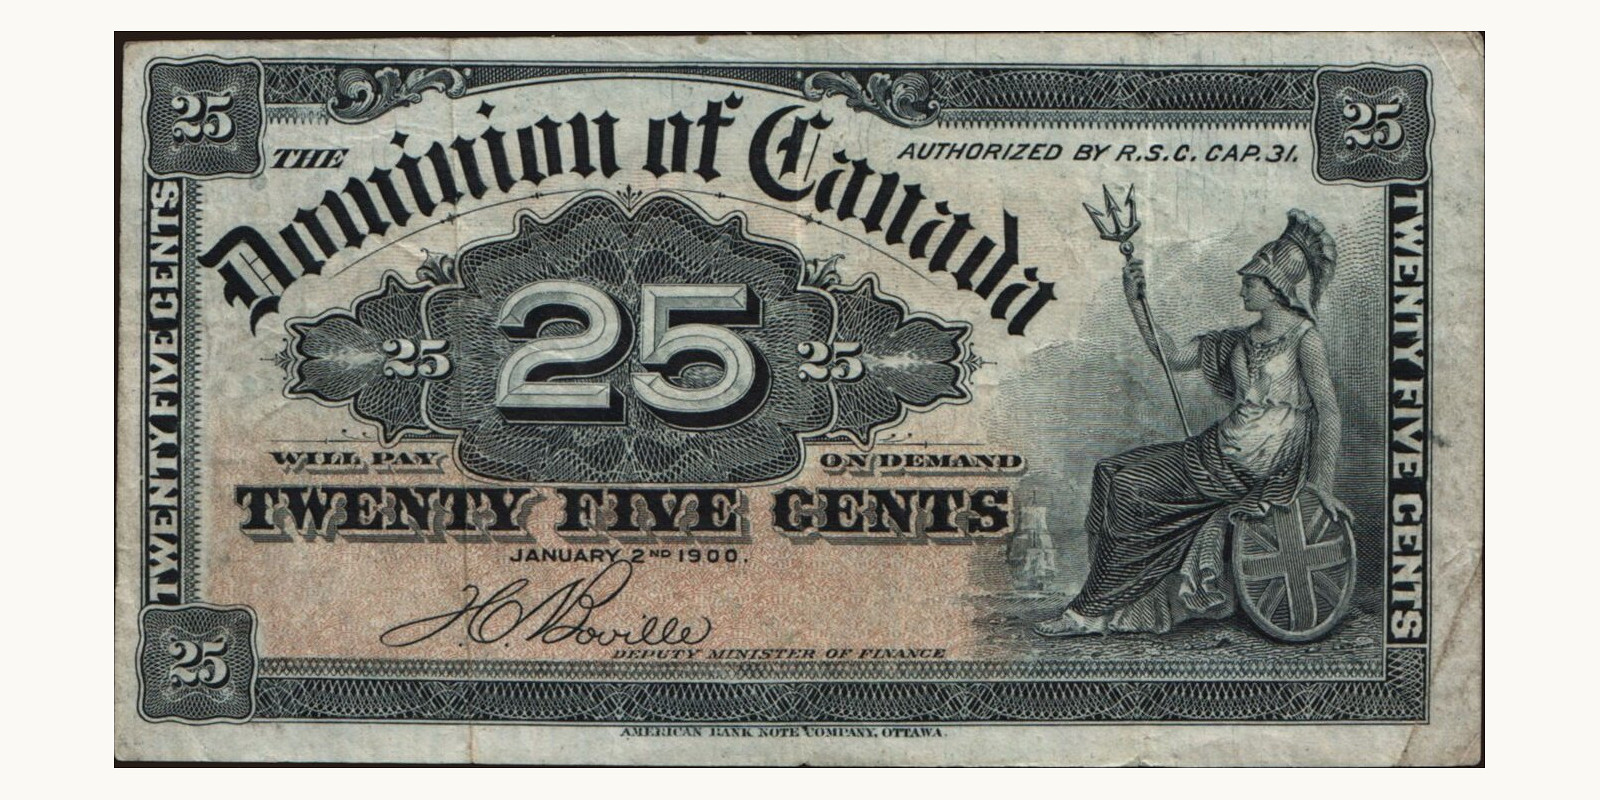 25
25
THE
Dominion of Canada
AUTHORIZED BY R.S.C. CAP. 31.
TWENTY FIVE CENTS
TWENTY FIVE CENTS
25
25
25
WILL PAY
ON DEMAND
TWENTY FIVE CENTS
JANUARY 2ND 1900.
H.C. Boville
DEPUTY MINISTER OF FINANCE
25
AMERICAN BANK NOTE COMPANY, OTTAWA.